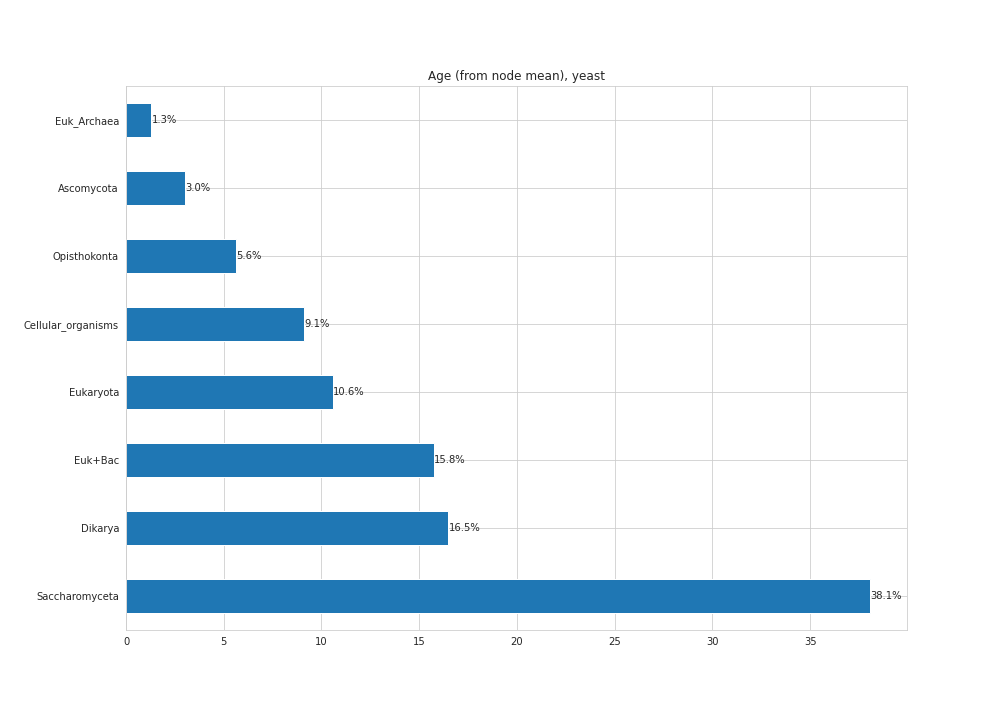 Age (from node mean), yeast
Euk_Archaea 1.3%
Ascomycota 3.0%
Opisthokonta 5.6%
Cellular_organisms 9.1%
Eukaryota 10.6%
Euk+Bac 15.8%
Dikarya 16.5%
Saccharomyceta 38.1%
0 5 10 15 20 25 30 35